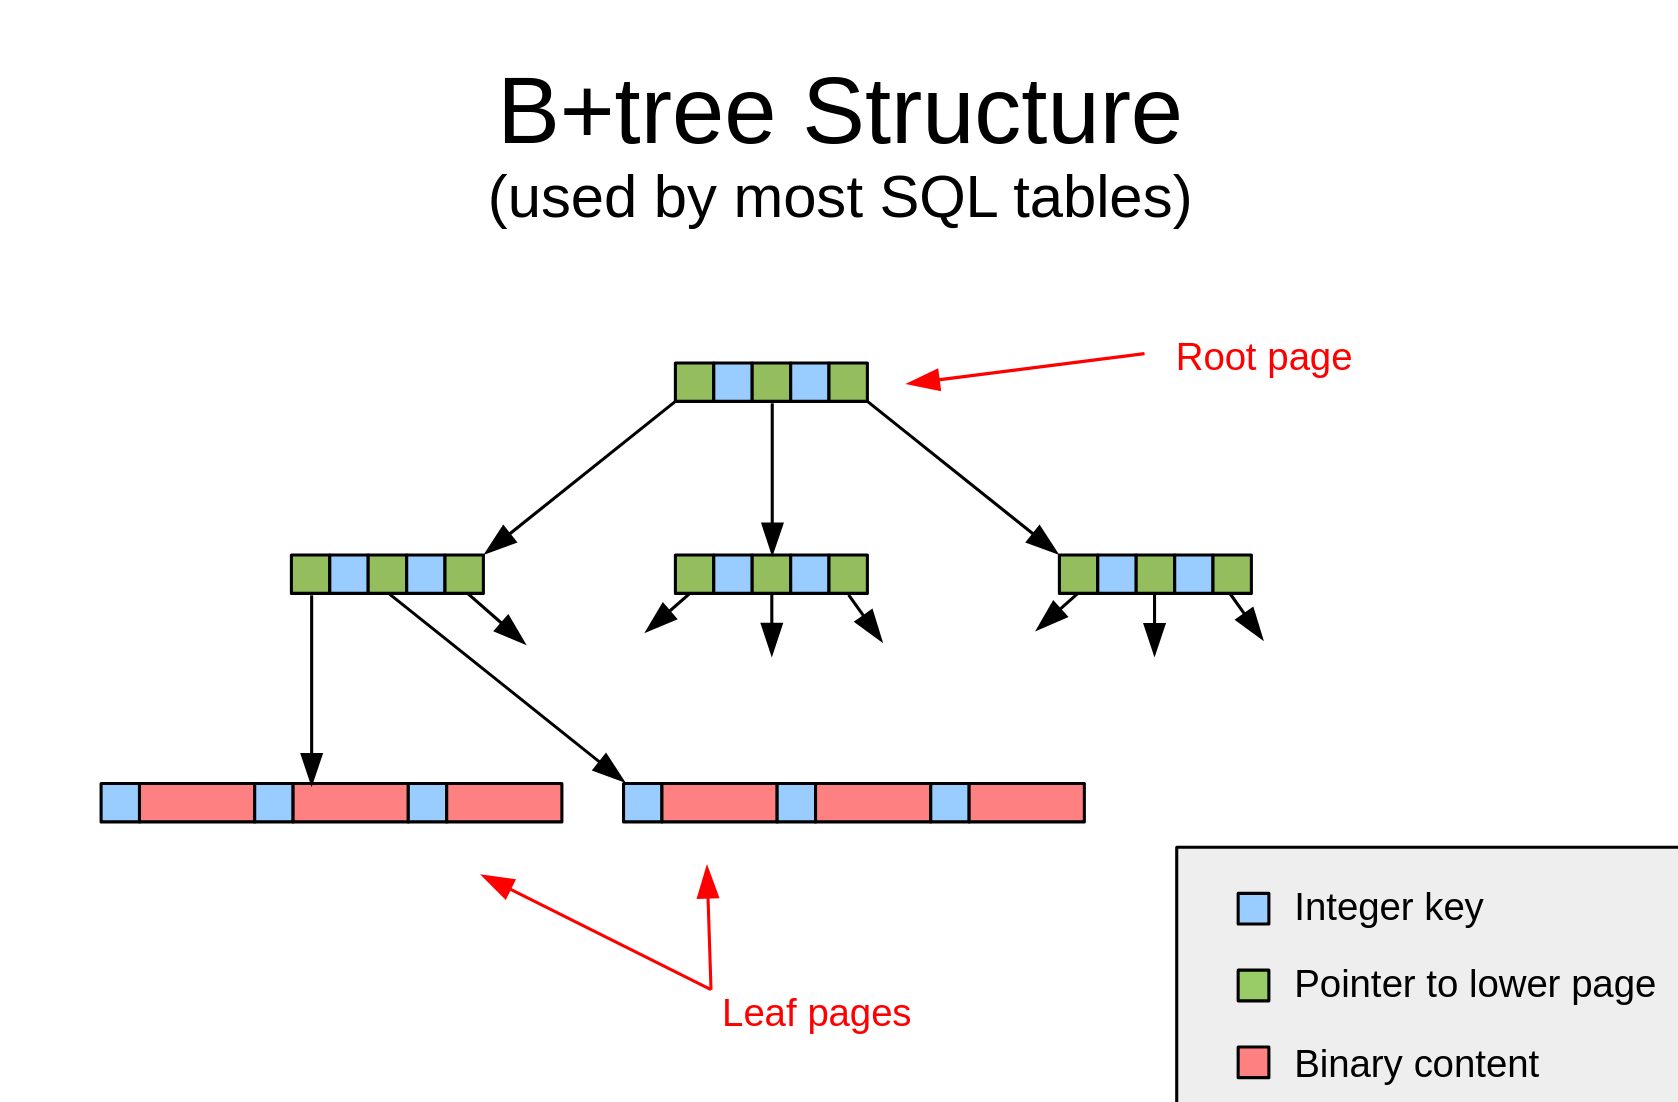 B+tree Structure
(used by most SQL tables)
Root page
Leaf pages
Integer key
Pointer to lower page
Binary content